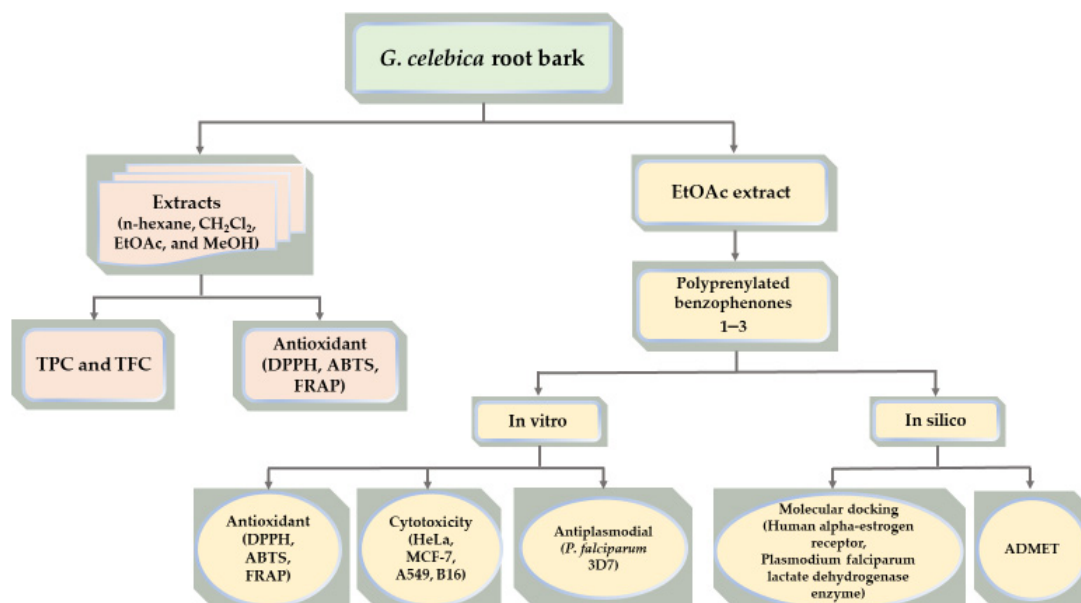 G. celebica root bark
Extracts
(n-hexane, CH₂Cl₂,
EtOAc, and MeOH)
EtOAc extract
Polyprenylated
benzophenones
1–3
TPC and TFC
Antioxidant
(DPPH, ABTS,
FRAP)
In vitro
In silico
Antioxidant
(DPPH,
ABTS,
FRAP)
Cytotoxicity
(HeLa,
MCF-7,
A549, B16)
Antiplasmodial
(P. falciparum
3D7)
Molecular docking
(Human alpha-estrogen
receptor,
Plasmodium falciparum
lactate dehydrogenase
enzyme)
ADMET